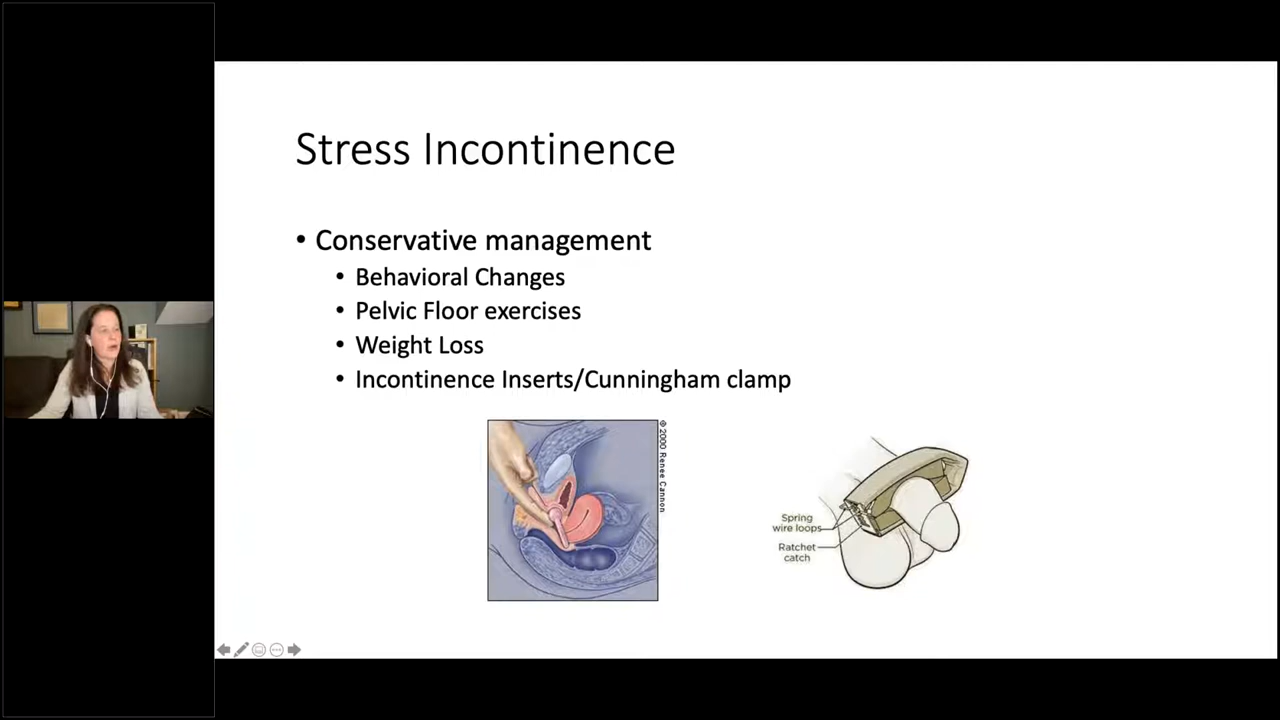 Stress Incontinence
• Conservative management
• Behavioral Changes
• Pelvic Floor exercises
• Weight Loss
• Incontinence Inserts/Cunningham clamp
© 2000 Renee Cannon
Spring
wire loops
Ratchet
catch